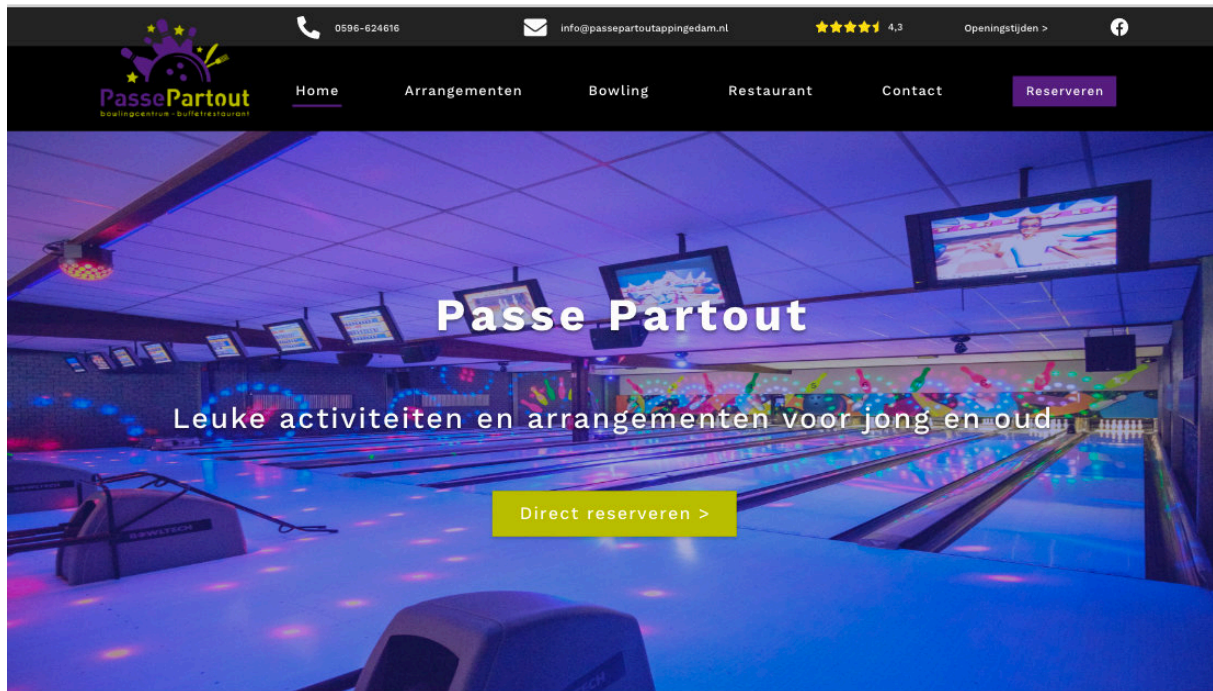 0596-624616
info@passepartoutappingedam.nl
4,3
Openingstijden >
PassePartout
bowlingcentrum - buffetrestaurant
Home
Arrangementen
Bowling
Restaurant
Contact
Reserveren
Passe Partout
Leuke activiteiten en arrangementen voor jong en oud
Direct reserveren >
BOWLTECH